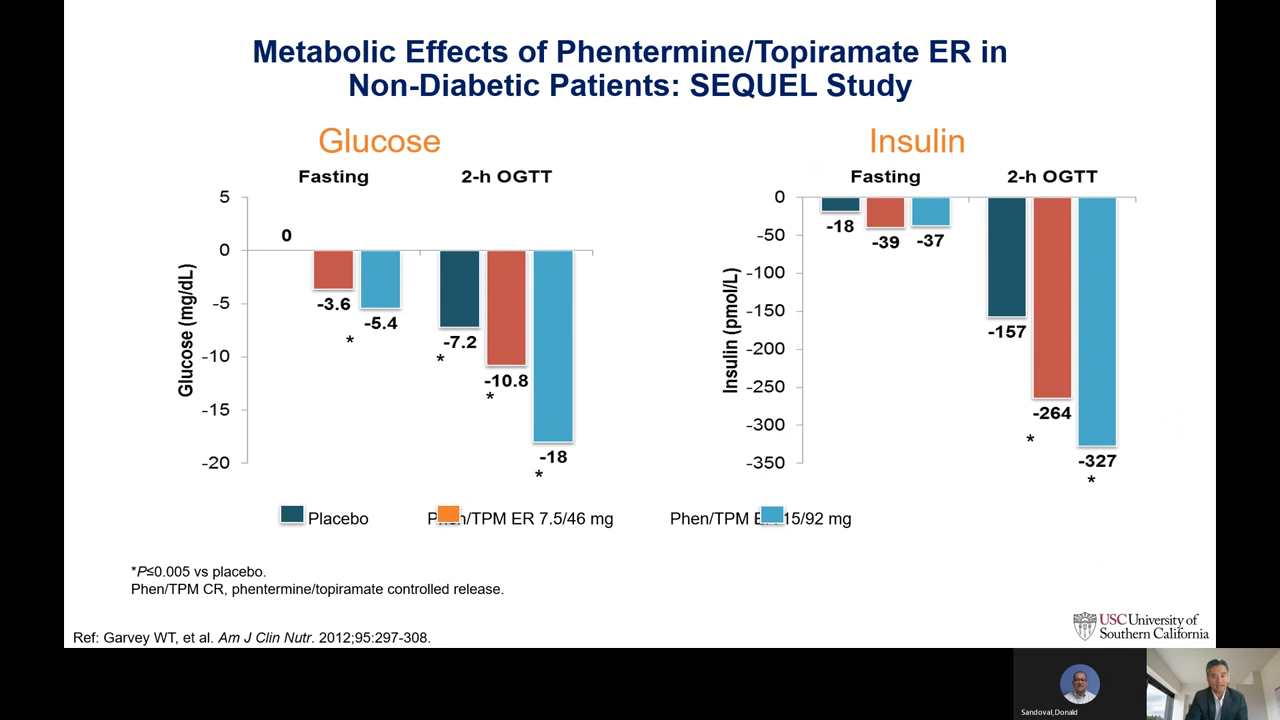 Metabolic Effects of Phentermine/Topiramate ER in
Non-Diabetic Patients: SEQUEL Study
Glucose
Fasting
2-h OGTT
Glucose (mg/dL)
5
0
-5
-10
-15
-20
0
-3.6
-5.4
*
-7.2
*
-10.8
*
-18
*
Insulin
Fasting
2-h OGTT
Insulin (pmol/L)
0
-50
-100
-150
-200
-250
-300
-350
-18
-39
-37
-157
-264
*
-327
*
Placebo
Phen/TPM ER 7.5/46 mg
Phen/TPM ER 15/92 mg
*P≤0.005 vs placebo.
Phen/TPM CR, phentermine/topiramate controlled release.
Ref: Garvey WT, et al. Am J Clin Nutr. 2012;95:297-308.
USC University of
Southern California
Sandoval,Donald